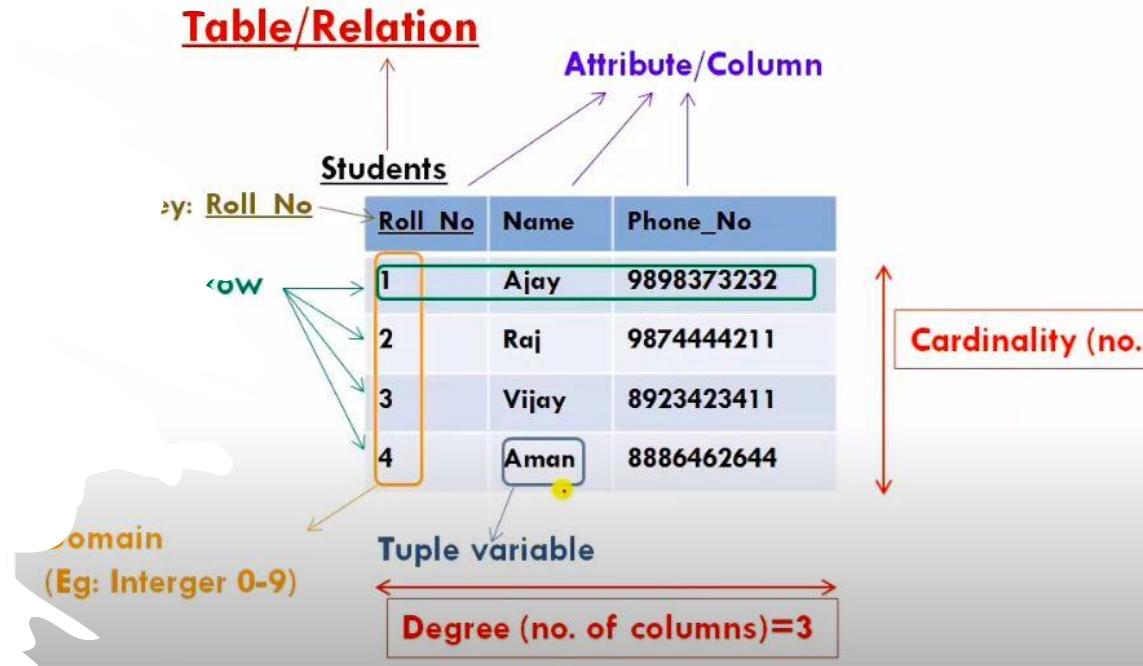 Table/Relation
Attribute/Column
Students
Roll_No
Roll_No Name Phone_No
1 Ajay 9898373232
2 Raj 9874444211
3 Vijay 8923423411
4 Aman 8886462644
Cardinality (no.
(Eg: Interger 0-9)
Tuple variable
Degree (no. of columns)=3